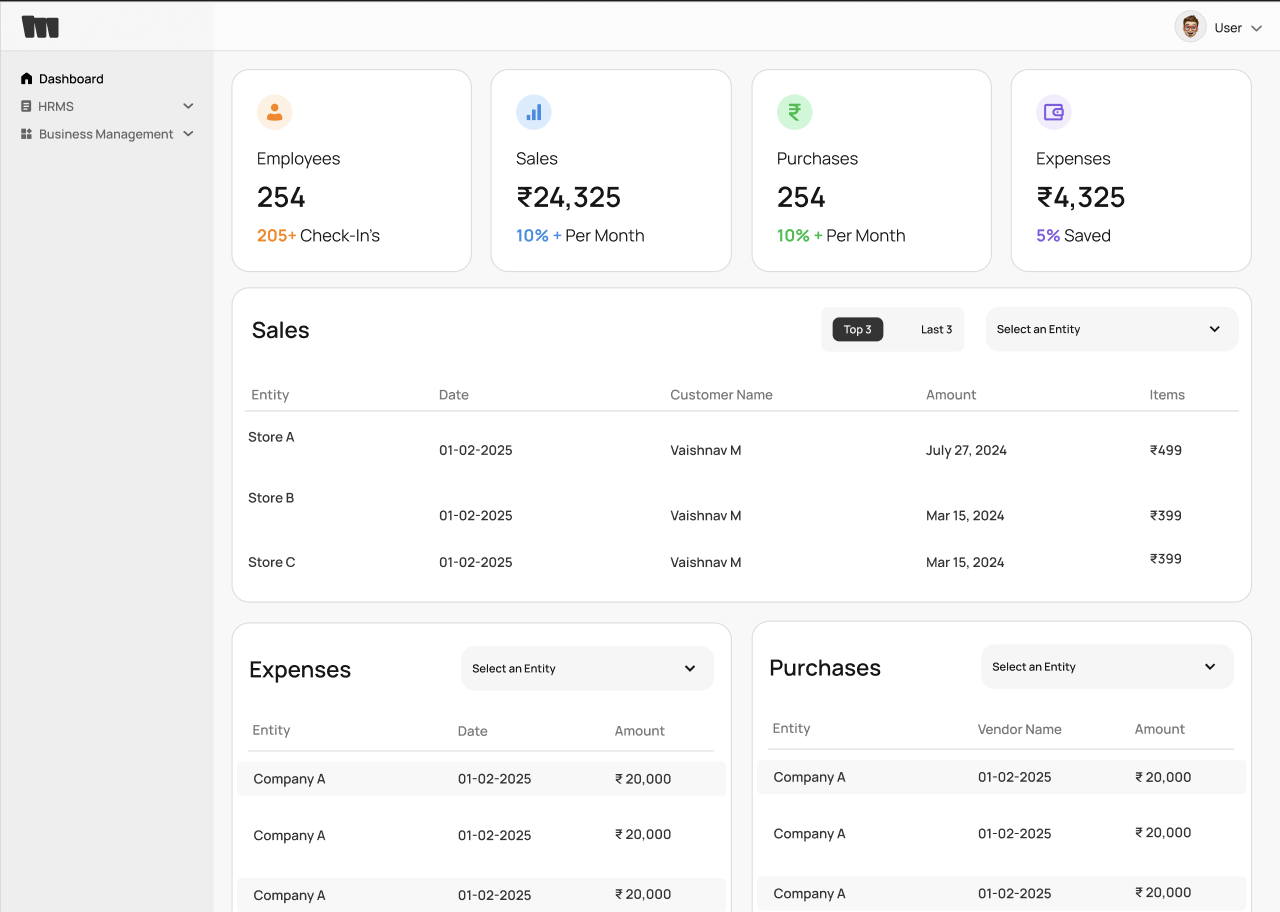 User
Dashboard
HRMS
Business Management
Employees
254
205+ Check-In's
Sales
₹24,325
10% + Per Month
Purchases
254
10% + Per Month
Expenses
₹4,325
5% Saved
Sales
Top 3
Last 3
Select an Entity
Entity Date Customer Name Amount Items
Store A 01-02-2025 Vaishnav M July 27, 2024 ₹499
Store B 01-02-2025 Vaishnav M Mar 15, 2024 ₹399
Store C 01-02-2025 Vaishnav M Mar 15, 2024 ₹399
Expenses
Select an Entity
Entity Date Amount
Company A 01-02-2025 ₹ 20,000
Company A 01-02-2025 ₹ 20,000
Company A 01-02-2025 ₹ 20,000
Purchases
Select an Entity
Entity Vendor Name Amount
Company A 01-02-2025 ₹ 20,000
Company A 01-02-2025 ₹ 20,000
Company A 01-02-2025 ₹ 20,000